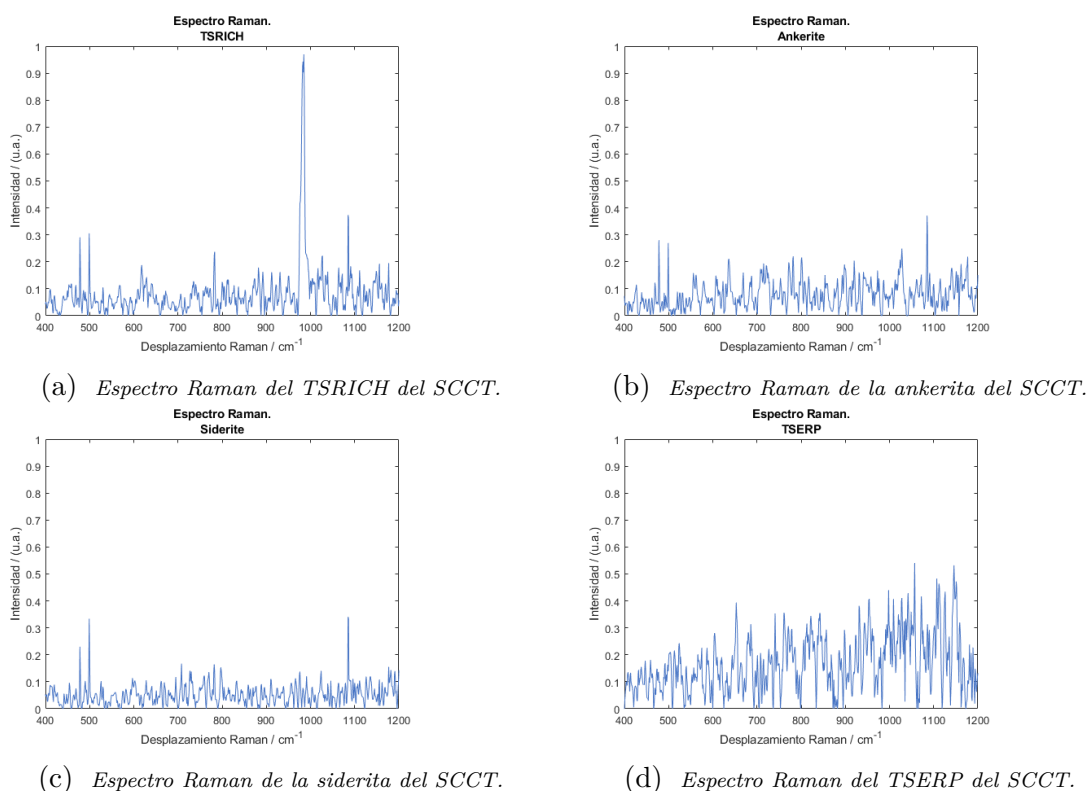 Espectro Raman.
TSRICH
1
0.9
0.8
0.7
0.6
0.5
0.4
0.3
0.2
0.1
0
Intensidad / (u.a.)
400 500 600 700 800 900 1000 1100 1200
Desplazamiento Raman / cm⁻¹
(a) Espectro Raman del TSRICH del SCCT.
Espectro Raman.
Ankerite
1
0.9
0.8
0.7
0.6
0.5
0.4
0.3
0.2
0.1
0
Intensidad / (u.a.)
400 500 600 700 800 900 1000 1100 1200
Desplazamiento Raman / cm⁻¹
(b) Espectro Raman de la ankerita del SCCT.
Espectro Raman.
Siderite
1
0.9
0.8
0.7
0.6
0.5
0.4
0.3
0.2
0.1
0
Intensidad / (u.a.)
400 500 600 700 800 900 1000 1100 1200
Desplazamiento Raman / cm⁻¹
(c) Espectro Raman de la siderita del SCCT.
Espectro Raman.
TSERP
1
0.9
0.8
0.7
0.6
0.5
0.4
0.3
0.2
0.1
0
Intensidad / (u.a.)
400 500 600 700 800 900 1000 1100 1200
Desplazamiento Raman / cm⁻¹
(d) Espectro Raman del TSERP del SCCT.